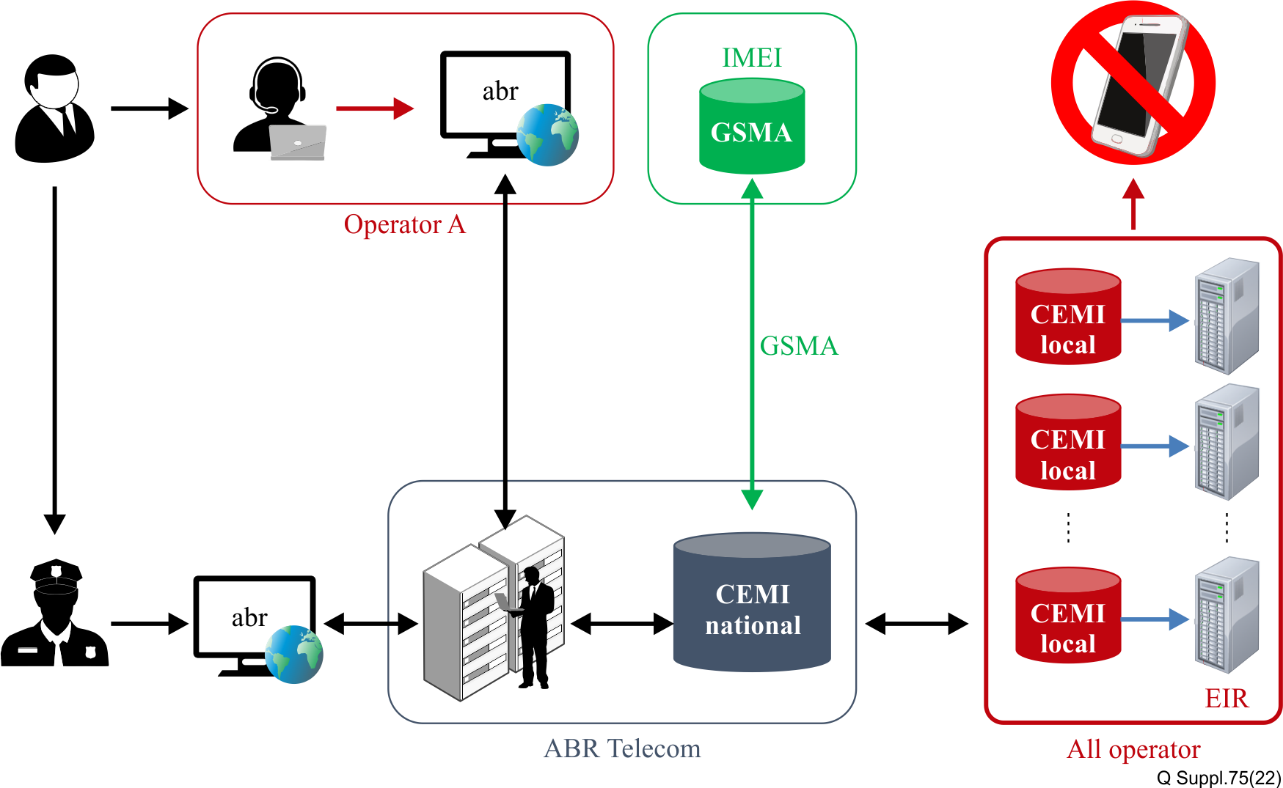 abr
Operator A
IMEI
GSMA
GSMA
CEMI
local
CEMI
local
CEMI
local
EIR
All operator
abr
CEMI
national
ABR Telecom
Q Suppl.75(22)